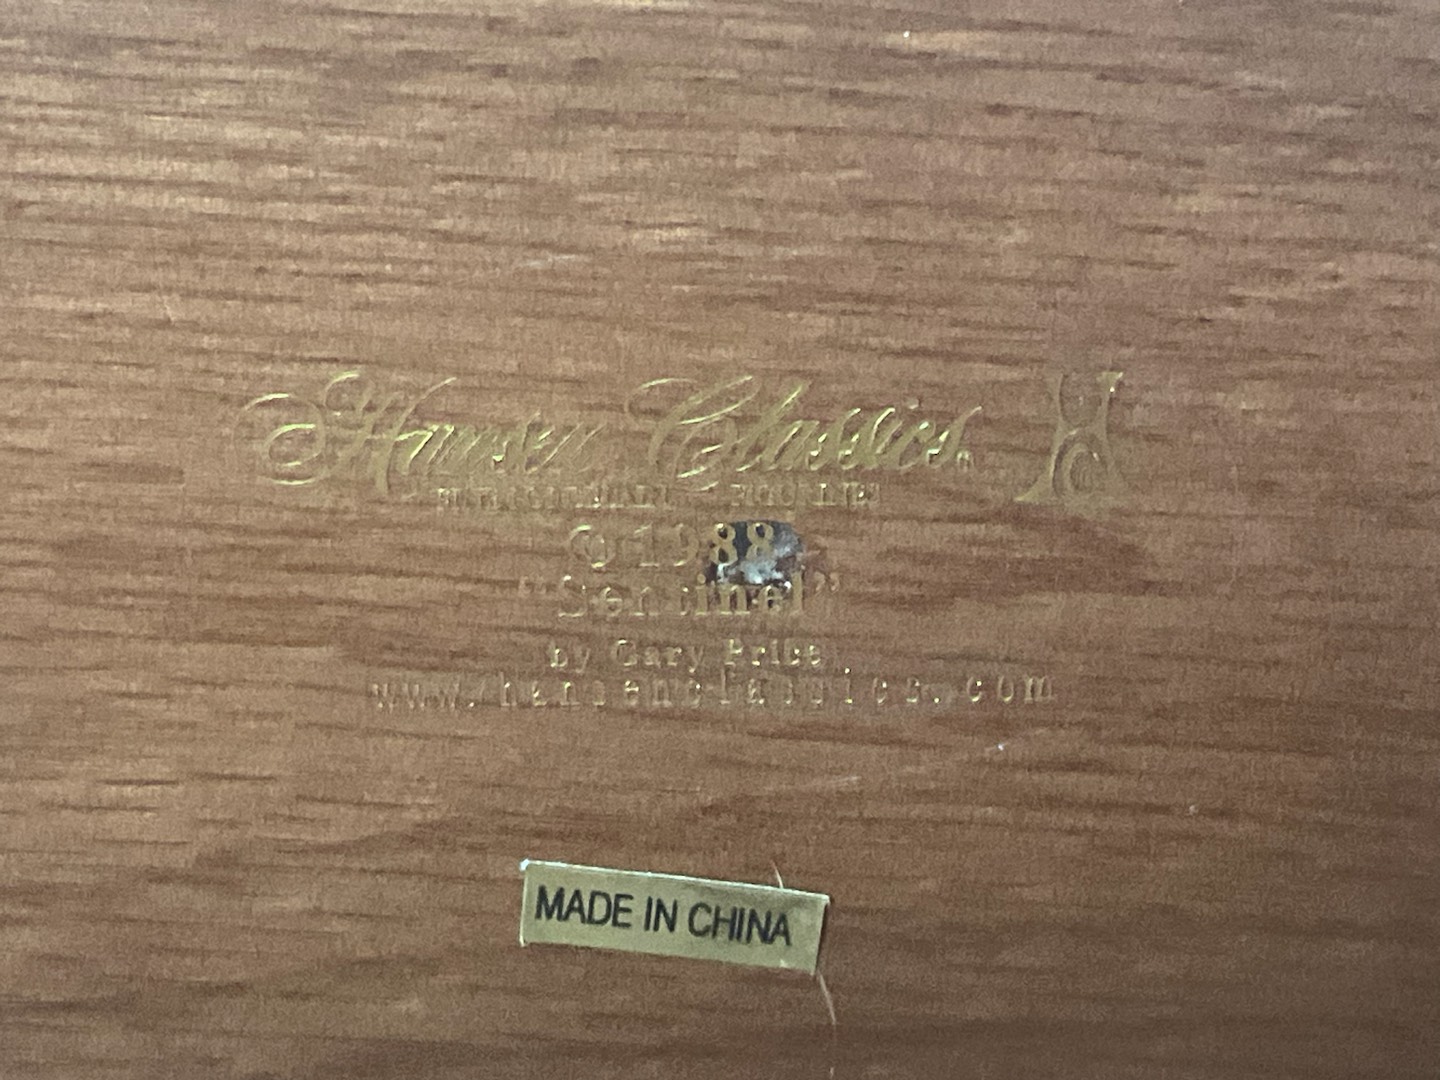 Hansen Classics
© 1988
"Sentinel"
by Gary Price
www.hansenclassics.com
MADE IN CHINA